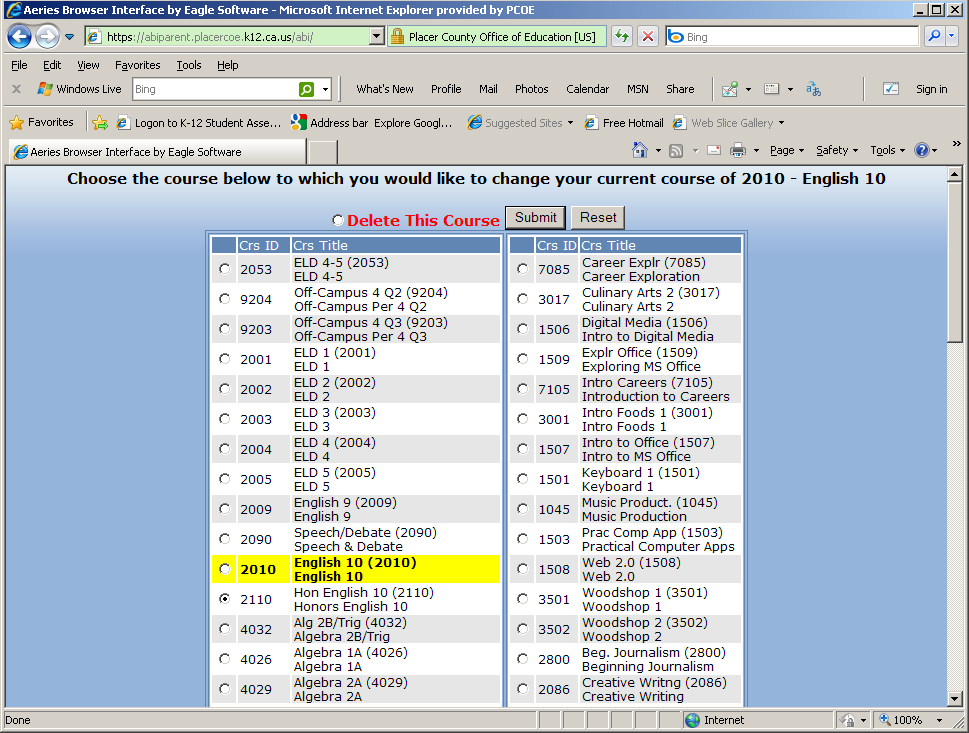 Aeries Browser Interface by Eagle Software - Microsoft Internet Explorer provided by PCOE
https://abiparent.placercoe.k12.ca.us/abi/
Placer County Office of Education [US]
Bing
File Edit View Favorites Tools Help
Windows Live
Bing
What's New Profile Mail Photos Calendar MSN Share
Sign in
Favorites
Logon to K-12 Student Asse...
Address bar Explore Googl...
Suggested Sites
Free Hotmail
Web Slice Gallery
Aeries Browser Interface by Eagle Software
Page Safety Tools
Choose the course below to which you would like to change your current course of 2010 - English 10
Delete This Course Submit Reset
Crs ID Crs Title
2053 ELD 4-5 (2053)
ELD 4-5
9204 Off-Campus 4 Q2 (9204)
Off-Campus Per 4 Q2
9203 Off-Campus 4 Q3 (9203)
Off-Campus Per 4 Q3
2001 ELD 1 (2001)
ELD 1
2002 ELD 2 (2002)
ELD 2
2003 ELD 3 (2003)
ELD 3
2004 ELD 4 (2004)
ELD 4
2005 ELD 5 (2005)
ELD 5
2009 English 9 (2009)
English 9
2090 Speech/Debate (2090)
Speech & Debate
2010 English 10 (2010)
English 10
2110 Hon English 10 (2110)
Honors English 10
4032 Alg 2B/Trig (4032)
Algebra 2B/Trig
4026 Algebra 1A (4026)
Algebra 1A
4029 Algebra 2A (4029)
Algebra 2A
Crs ID Crs Title
7085 Career Explr (7085)
Career Exploration
3017 Culinary Arts 2 (3017)
Culinary Arts 2
1506 Digital Media (1506)
Intro to Digital Media
1509 Explr Office (1509)
Exploring MS Office
7105 Intro Careers (7105)
Introduction to Careers
3001 Intro Foods 1 (3001)
Intro Foods 1
1507 Intro to Office (1507)
Intro to MS Office
1501 Keyboard 1 (1501)
Keyboard 1
1045 Music Product. (1045)
Music Production
1503 Prac Comp App (1503)
Practical Computer Apps
1508 Web 2.0 (1508)
Web 2.0
3501 Woodshop 1 (3501)
Woodshop 1
3502 Woodshop 2 (3502)
Woodshop 2
2800 Beg. Journalism (2800)
Beginning Journalism
2086 Creative Writng (2086)
Creative Writing
Done
Internet
100%